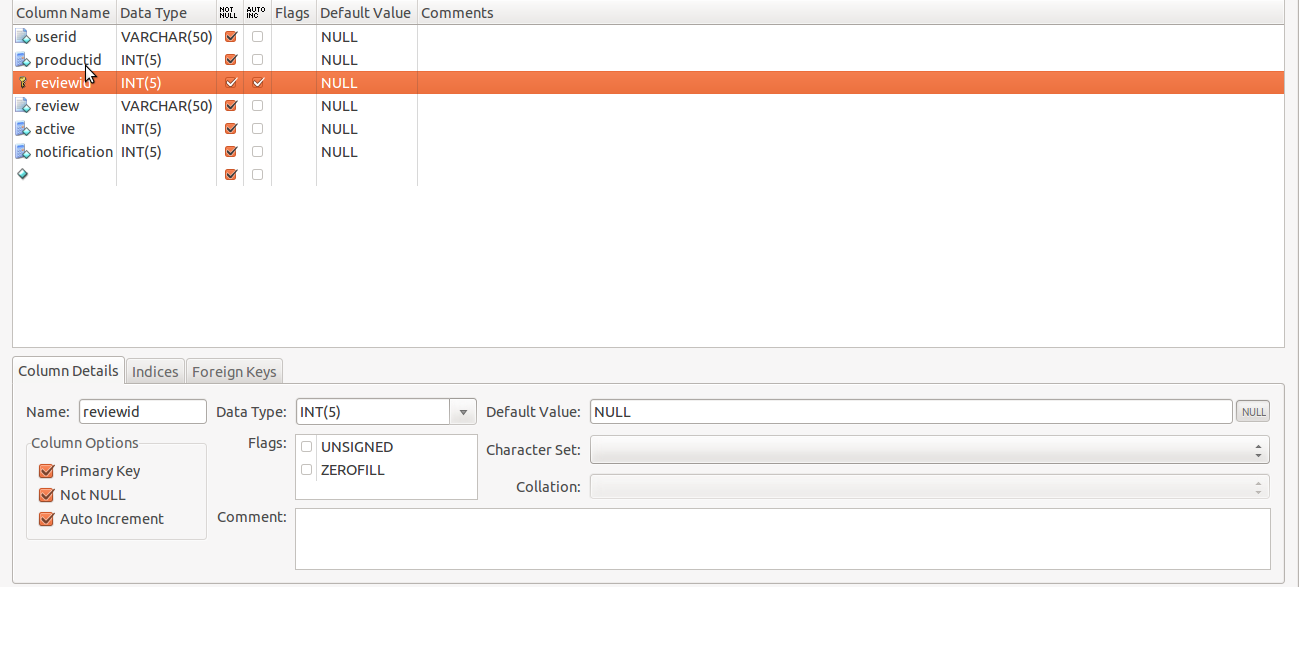 Column Name Data Type NOT NULL AUTO INC Flags Default Value Comments
userid VARCHAR(50) NULL
productid INT(5) NULL
reviewid INT(5) NULL
review VARCHAR(50) NULL
active INT(5) NULL
notification INT(5) NULL
Column Details Indices Foreign Keys
Name: reviewid Data Type: INT(5) Default Value: NULL NULL
Column Options Flags: UNSIGNED Character Set:
Primary Key ZEROFILL
Not NULL Collation:
Auto Increment Comment: